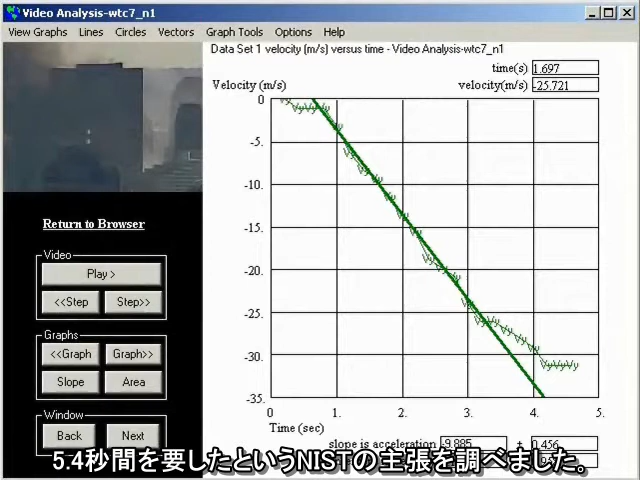 Video Analysis-wtc7_n1
View Graphs Lines Circles Vectors Graph Tools Options Help
Data Set 1 velocity (m/s) versus time - Video Analysis-wtc7_n1
time(s) 1.697
Velocity (m/s) velocity(m/s) -25.721
0
-5.
-10.
-15.
-20.
-25.
-30.
-35.
0 1. 2. 3. 4. 5.
Time (sec)
slope is acceleration -9.885 ± 0.456
Return to Browser
Video
Play >
<<Step Step>>
Graphs
<<Graph Graph>>
Slope Area
Window
Back Next
5.4秒間を要したというNISTの主張を調べました。